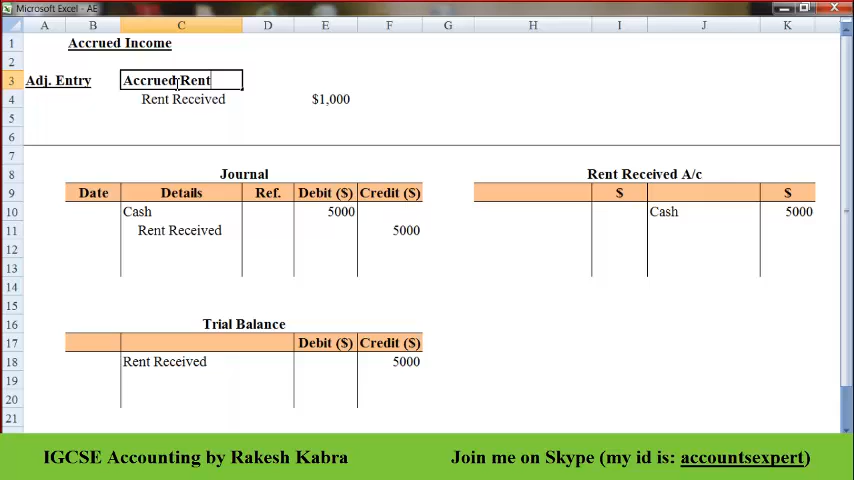 Microsoft Excel - AE
A B C D E F G H I J K
1 Accrued Income
2
3 Adj. Entry Accrued Rent
4 Rent Received $1,000
5
6
7
8 Journal Rent Received A/c
9 Date Details Ref. Debit ($) Credit ($) $ $
10 Cash 5000 Cash 5000
11 Rent Received 5000
12
13
14
15
16 Trial Balance
17 Debit ($) Credit ($)
18 Rent Received 5000
19
20
21
IGCSE Accounting by Rakesh Kabra Join me on Skype (my id is: accountsexpert)